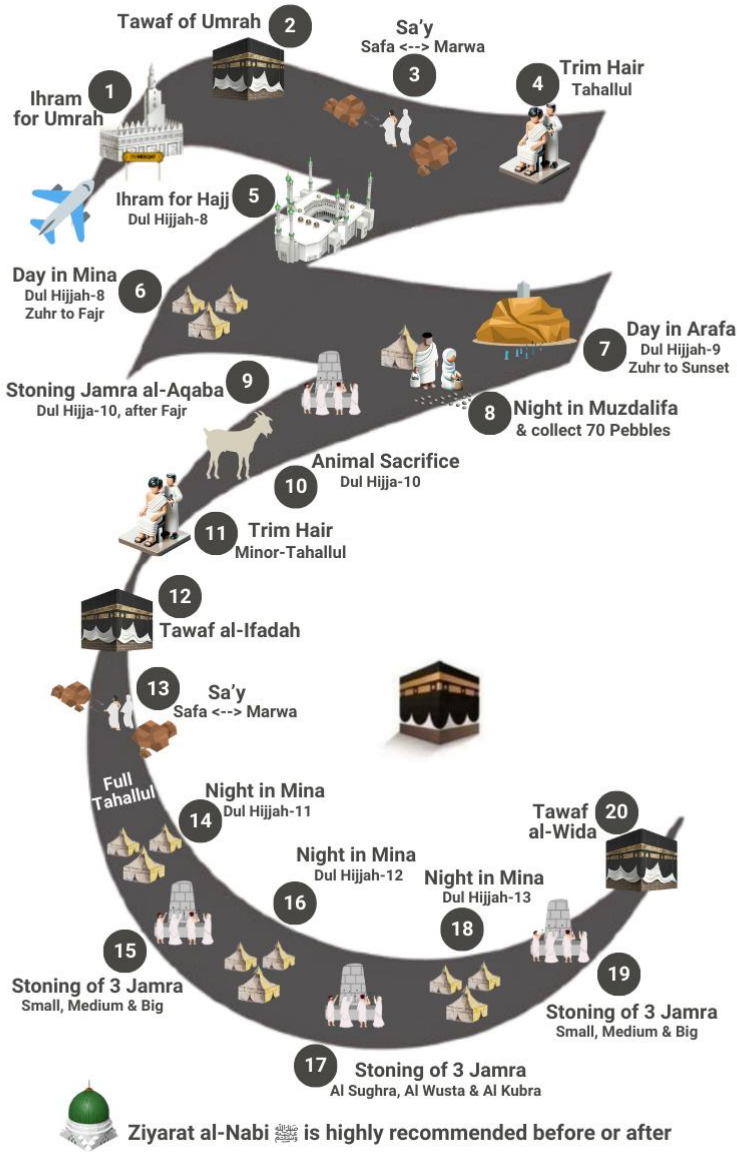 Tawaf of Umrah
2
Sa'y
Safa <--> Marwa
3
4
Trim Hair
Tahallul
1
Ihram
for Umrah
Ihram for Hajj
Dul Hijjah-8
5
Day in Mina
Dul Hijjah-8
Zuhr to Fajr
6
7
Day in Arafa
Dul Hijjah-9
Zuhr to Sunset
8
Night in Muzdalifa
& collect 70 Pebbles
9
Stoning Jamra al-Aqaba
Dul Hijja-10, after Fajr
Animal Sacrifice
Dul Hijja-10
10
11
Trim Hair
Minor-Tahallul
12
Tawaf al-Ifadah
13
Sa'y
Safa <--> Marwa
Full
Tahallul
14
Night in Mina
Dul Hijjah-11
15
Stoning of 3 Jamra
Small, Medium & Big
Night in Mina
Dul Hijjah-12
16
17
Stoning of 3 Jamra
Al Sughra, Al Wusta & Al Kubra
Night in Mina
Dul Hijjah-13
18
19
Stoning of 3 Jamra
Small, Medium & Big
Tawaf
al-Wida
20
Ziyarat al-Nabi ﷺ is highly recommended before or after